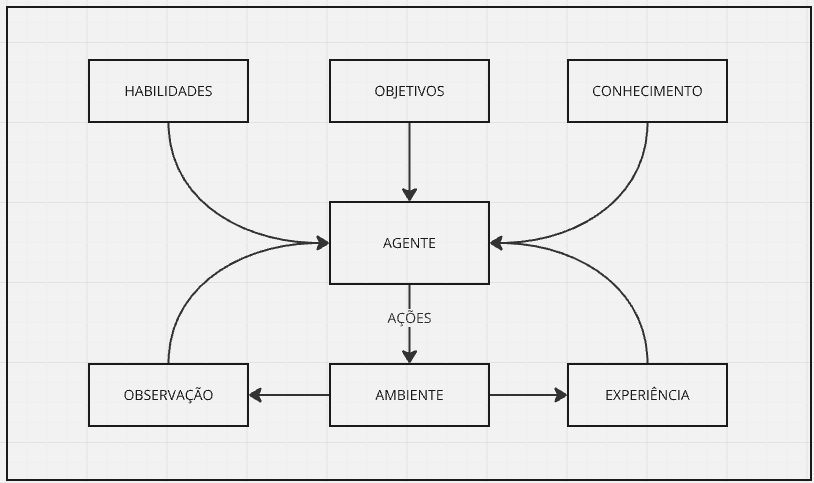 HABILIDADES
OBJETIVOS
CONHECIMENTO
AGENTE
AÇÕES
OBSERVAÇÃO
AMBIENTE
EXPERIÊNCIA